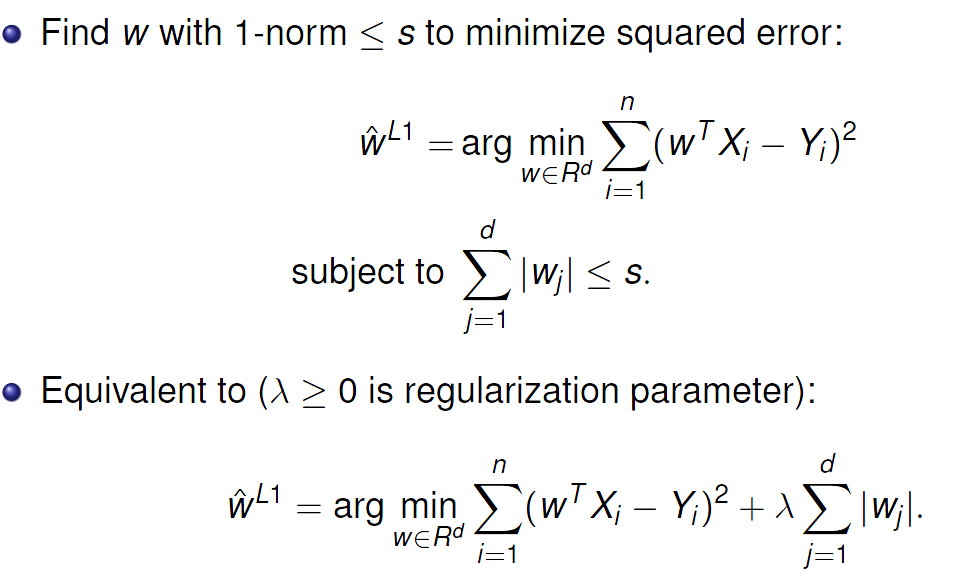 • Find w with 1-norm ≤ s to minimize squared error:
ŵ^{L1} = arg min_{w∈R^d} ∑_{i=1}^{n} (w^T X_i − Y_i)^2
subject to ∑_{j=1}^{d} |w_j| ≤ s.
• Equivalent to (λ ≥ 0 is regularization parameter):
ŵ^{L1} = arg min_{w∈R^d} ∑_{i=1}^{n} (w^T X_i − Y_i)^2 + λ ∑_{j=1}^{d} |w_j|.